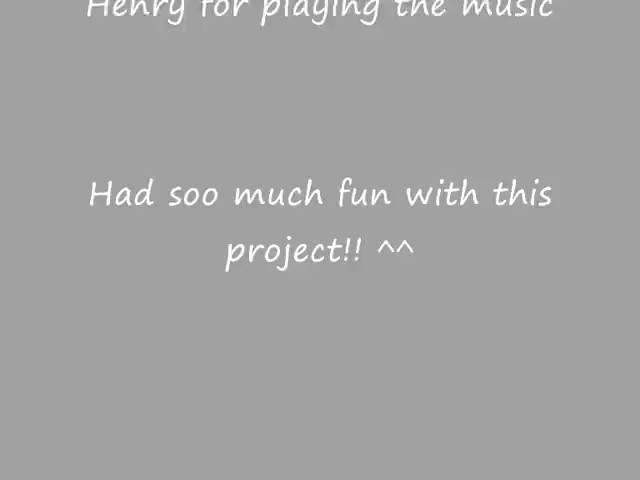 Henry for playing the music
Had soo much fun with this
project!! ^^